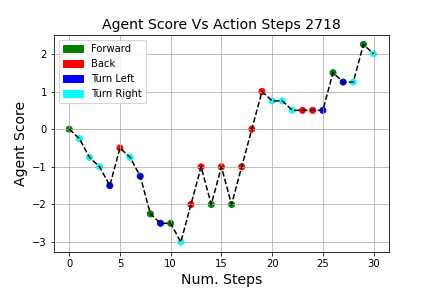 Agent Score Vs Action Steps 2718
Forward
Back
Turn Left
Turn Right
Agent Score
2
1
0
−1
−2
−3
0 5 10 15 20 25 30
Num. Steps